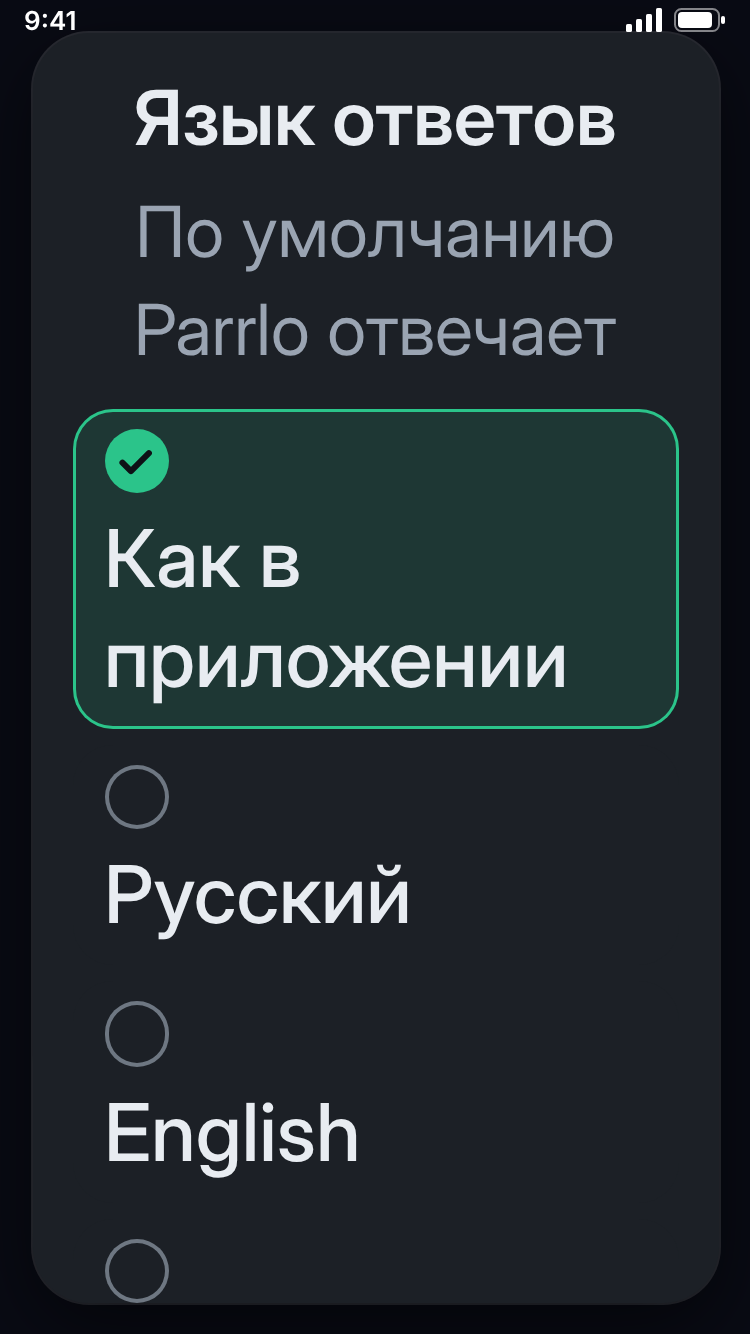 9:41
Язык ответов
По умолчанию
Parrlo отвечает
Как в
приложении
Русский
English